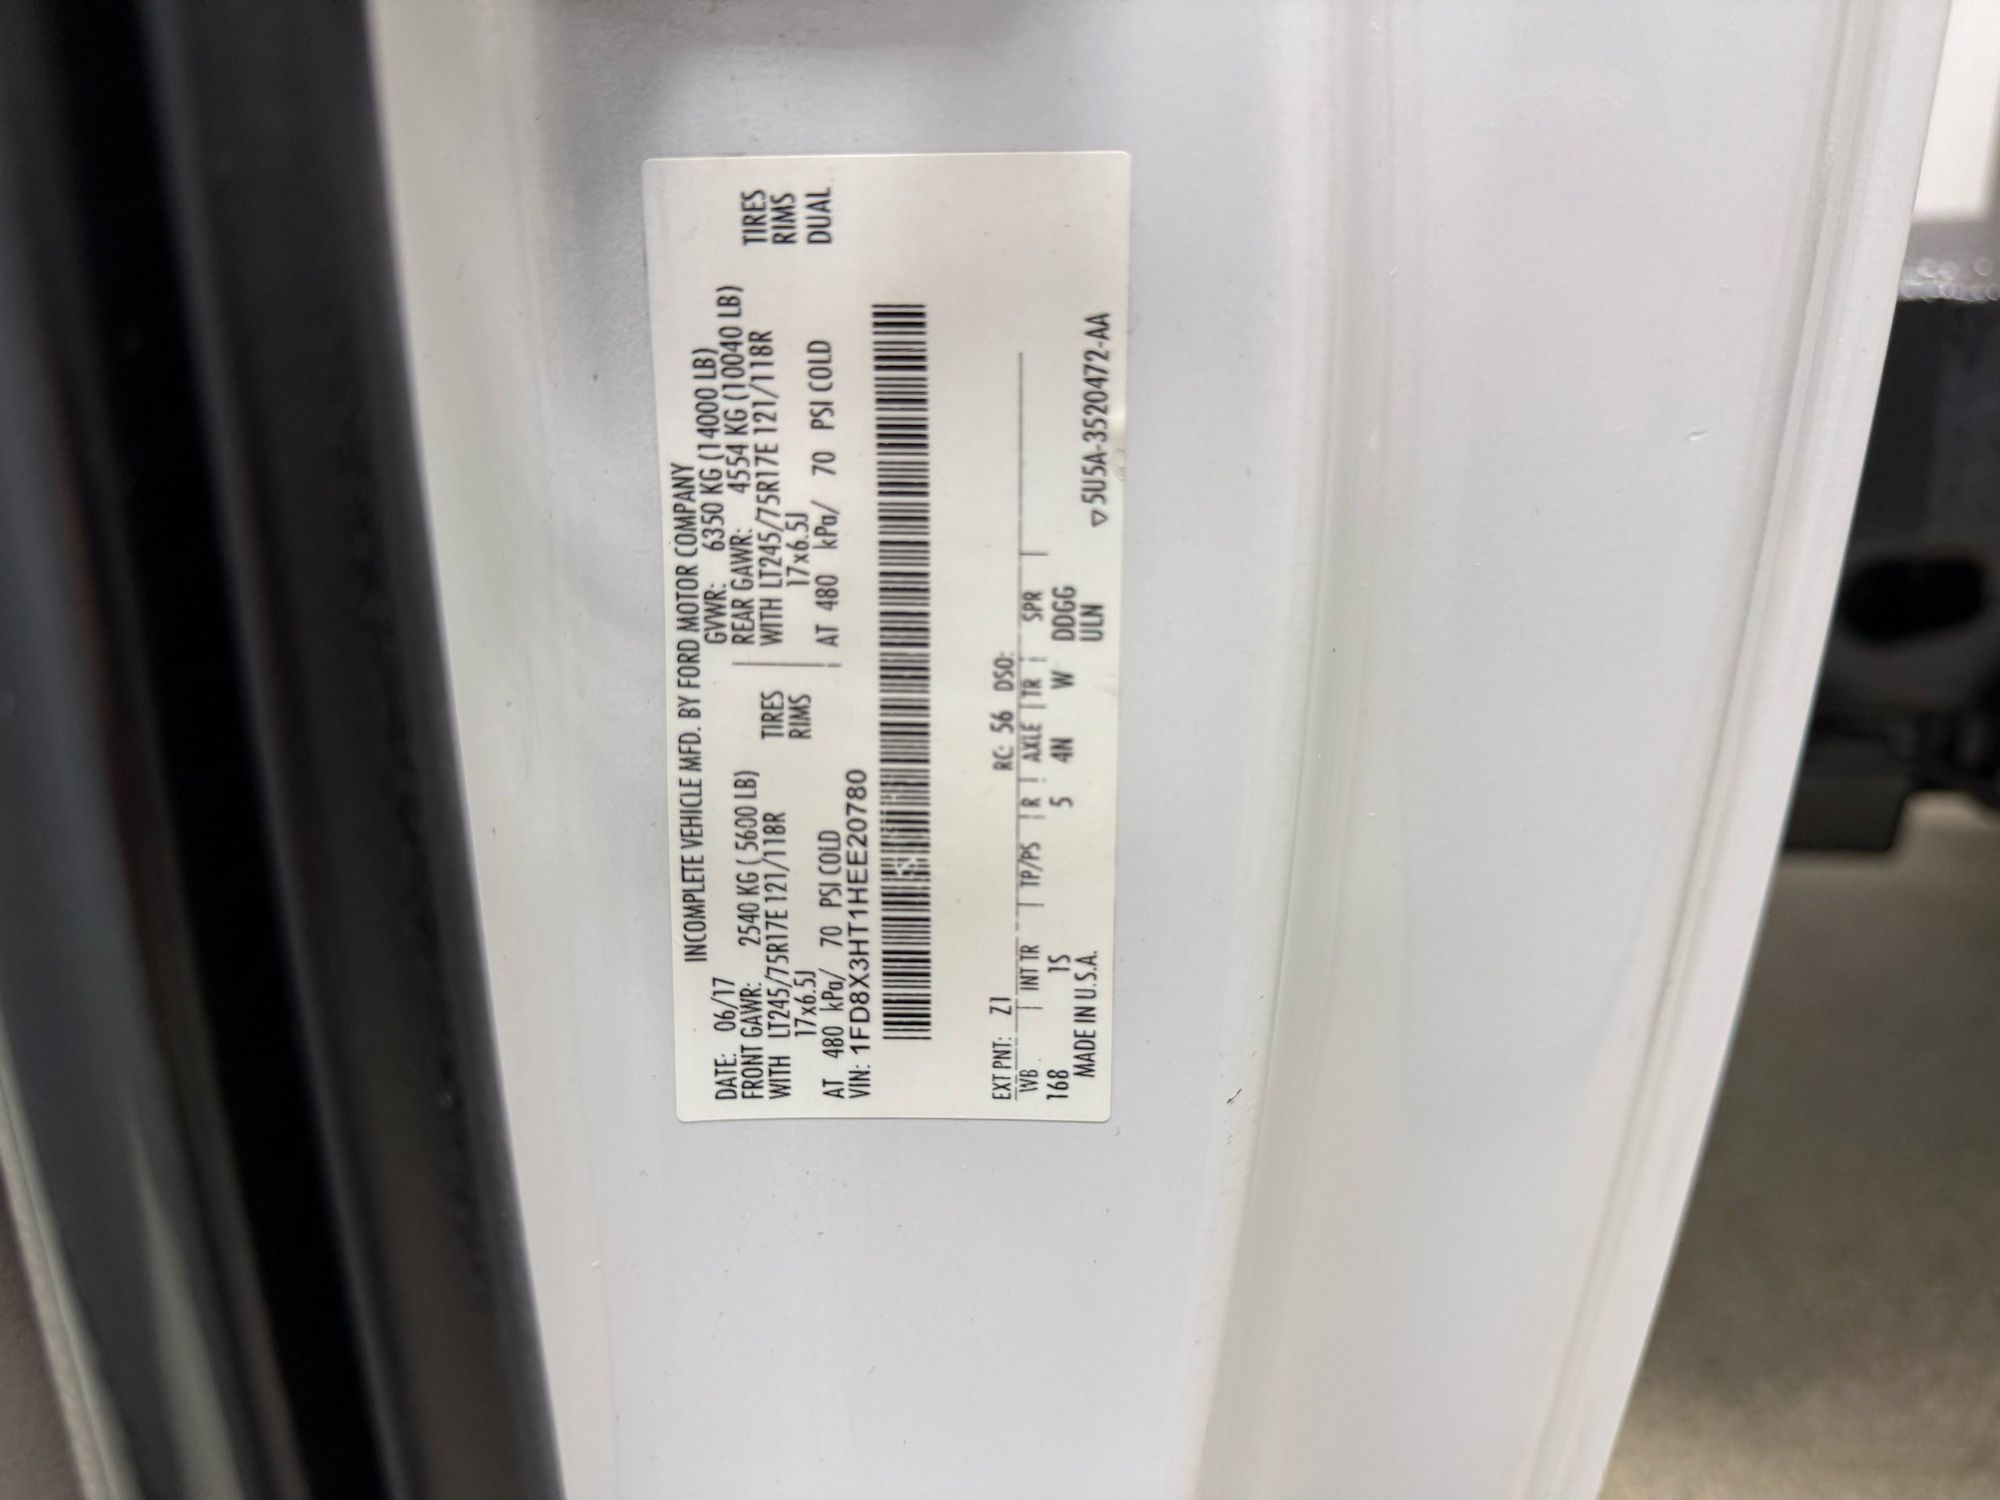 INCOMPLETE VEHICLE MFD. BY FORD MOTOR COMPANY
DATE: 06/17 GVWR: 6350 KG (14000 LB)
FRONT GAWR: 2540 KG ( 5600 LB) REAR GAWR: 4554 KG (10040 LB)
WITH LT245/75R17E 121/118R TIRES WITH LT245/75R17E 121/118R TIRES
17x6.5J RIMS 17x6.5J RIMS
AT 480 kPa/ 70 PSI COLD AT 480 kPa/ 70 PSI COLD DUAL
VIN: 1FD8X3HT1HEE20780
EXT PNT: Z1 RC: 56 DSO:
WB INT TR TP/PS R AXLE TR SPR
168 1S 5 4N W DDGG
MADE IN U.S.A. ULN ▽5U5A-3520472-AA